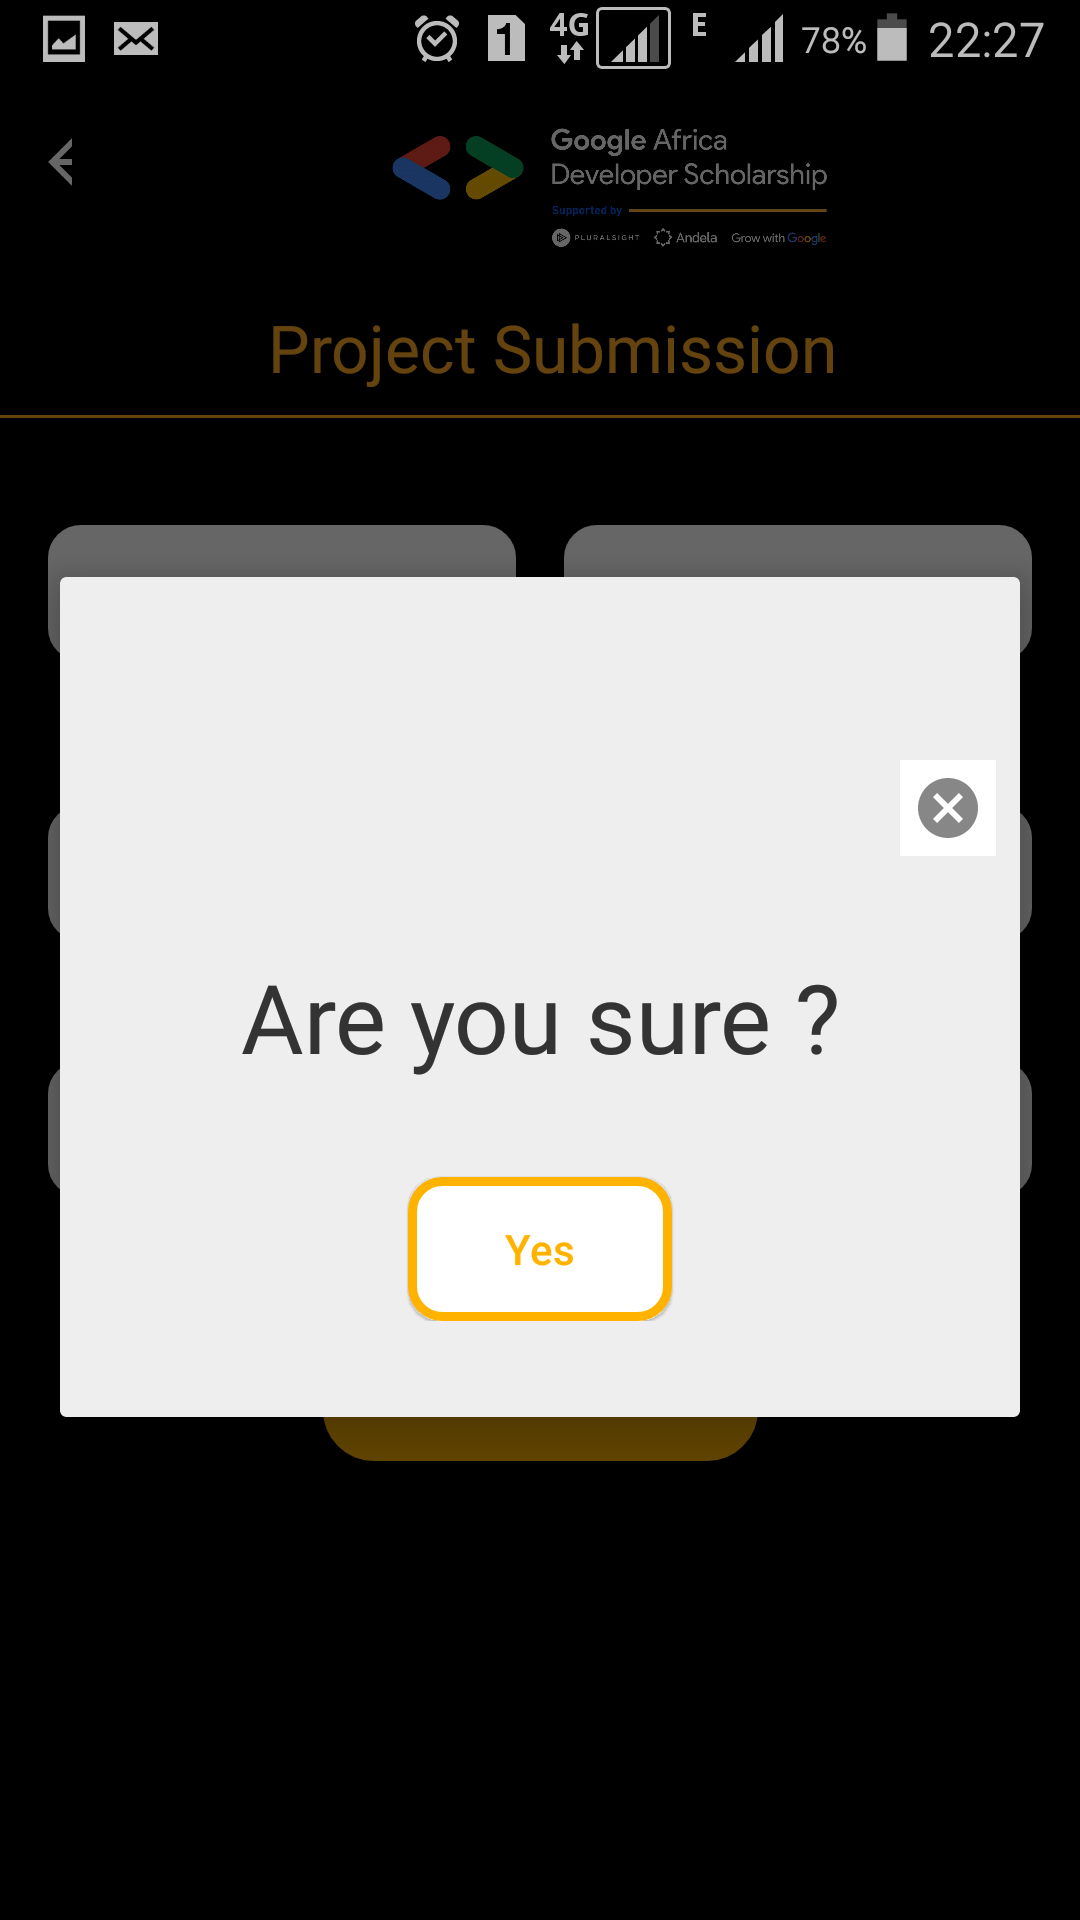 4G E 78% 22:27
1
Google Africa
Developer Scholarship
Supported by
PLURALSIGHT Andela Grow with Google
Project Submission
Are you sure ?
Yes